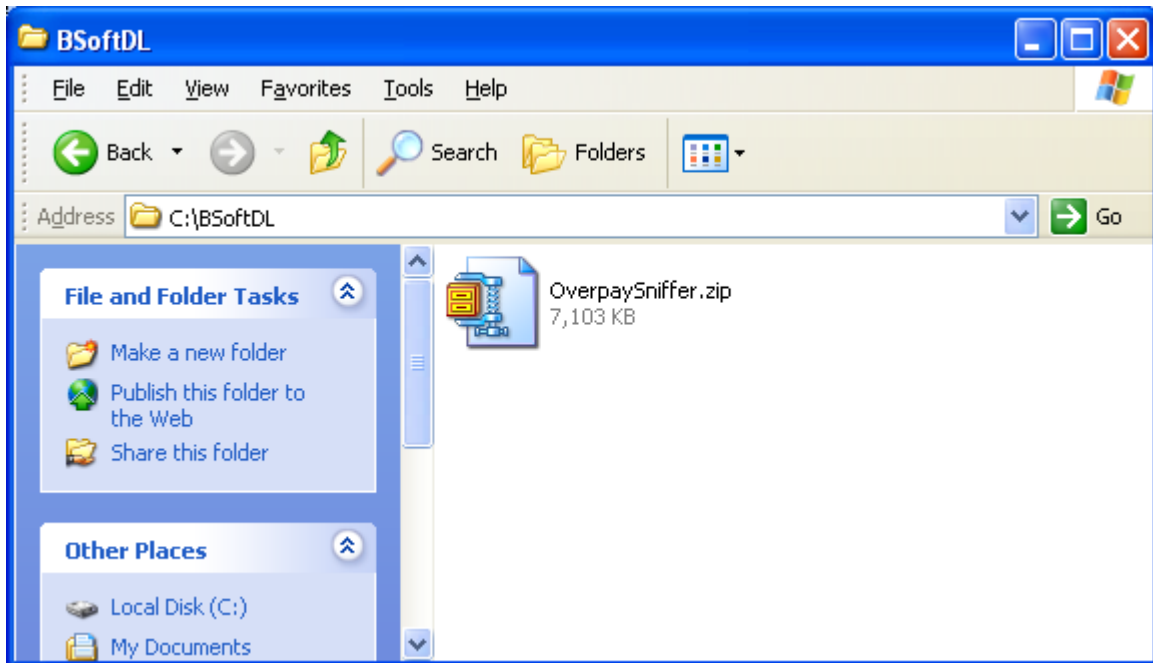 BSoftDL
File Edit View Favorites Tools Help
Back Search Folders
Address C:\BSoftDL Go
File and Folder Tasks
Make a new folder
Publish this folder to
the Web
Share this folder
Other Places
Local Disk (C:)
My Documents
OverpaySniffer.zip
7,103 KB